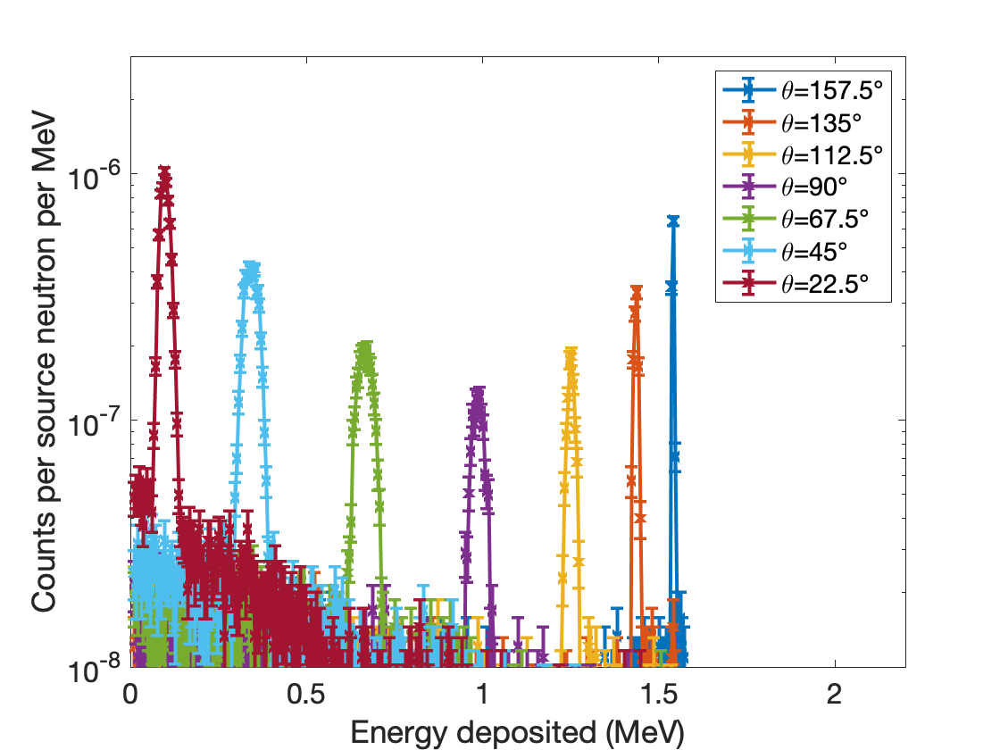 Counts per source neutron per MeV
10⁻⁶
10⁻⁷
10⁻⁸
θ=157.5°
θ=135°
θ=112.5°
θ=90°
θ=67.5°
θ=45°
θ=22.5°
0 0.5 1 1.5 2
Energy deposited (MeV)